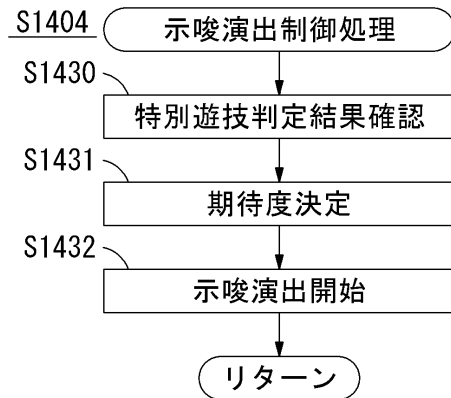 S1404
示唆演出制御処理
S1430
特別遊技判定結果確認
S1431
期待度決定
S1432
示唆演出開始
リターン